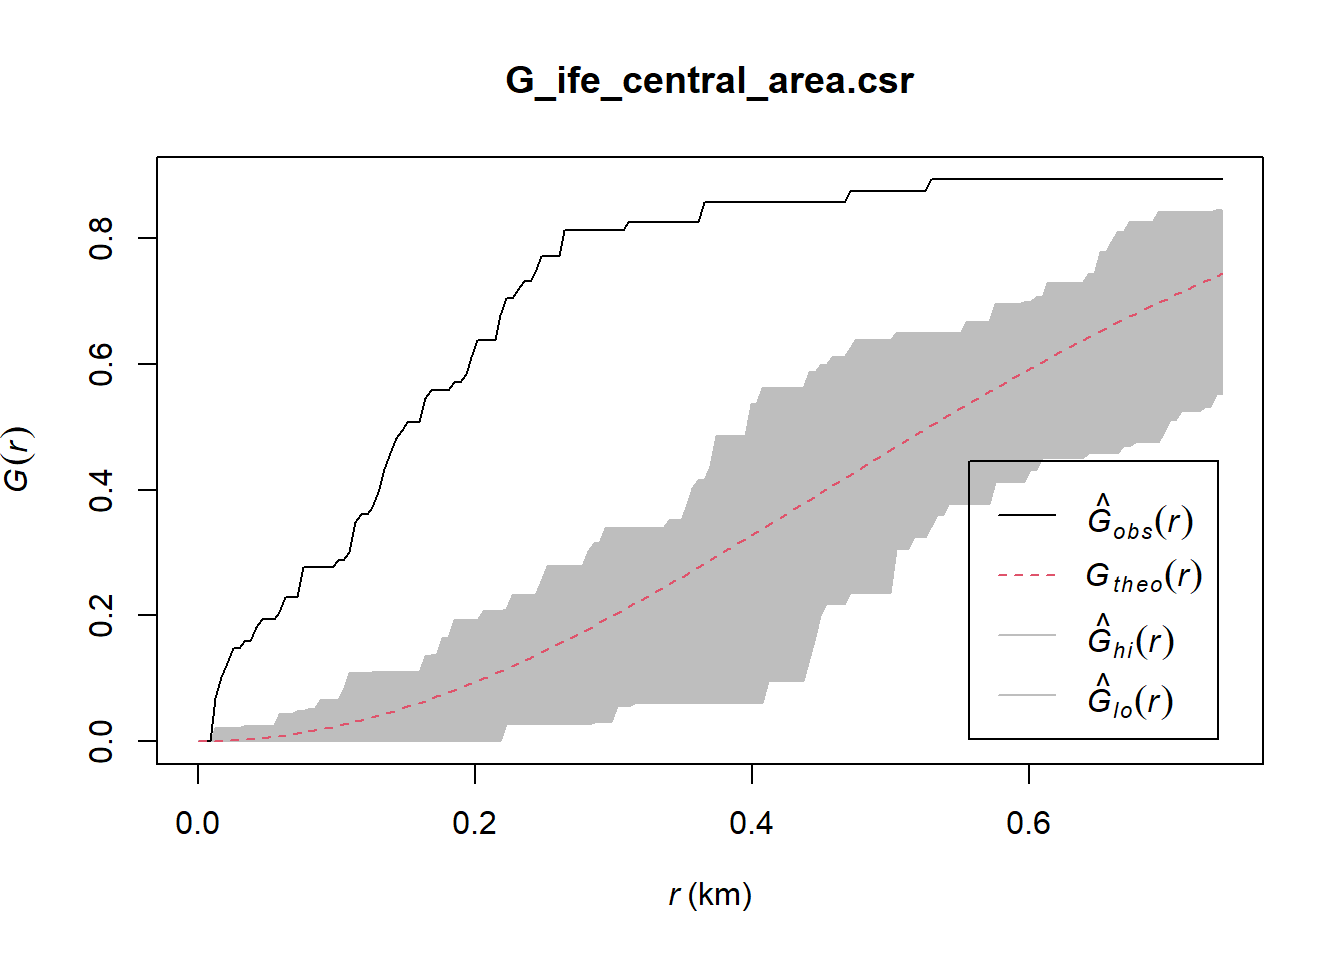 G_ife_central_area.csr
G(r)
0.8
0.6
0.4
0.2
0.0
Ĝobs(r)
Gtheo(r)
Ĝhi(r)
Ĝlo(r)
0.0 0.2 0.4 0.6
r (km)